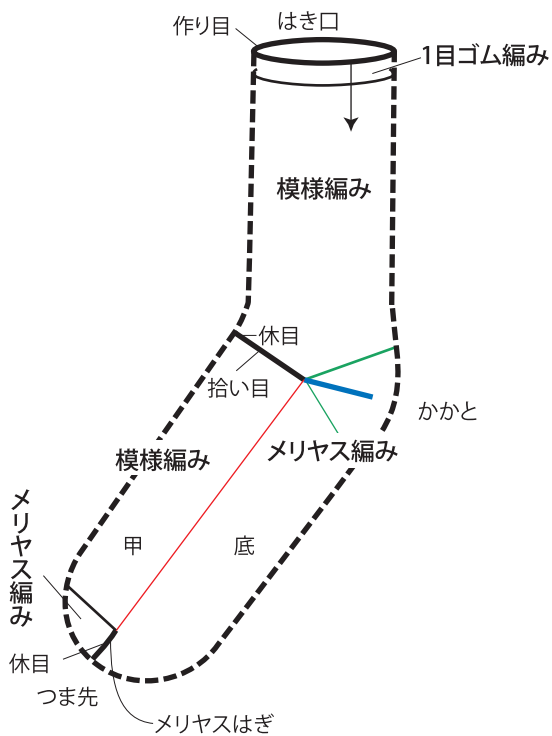 はき口
作り目
1目ゴム編み
模様編み
休目
拾い目
かかと
メリヤス編み
模様編み
メリヤス編み
甲
底
休目
つま先
メリヤスはぎ